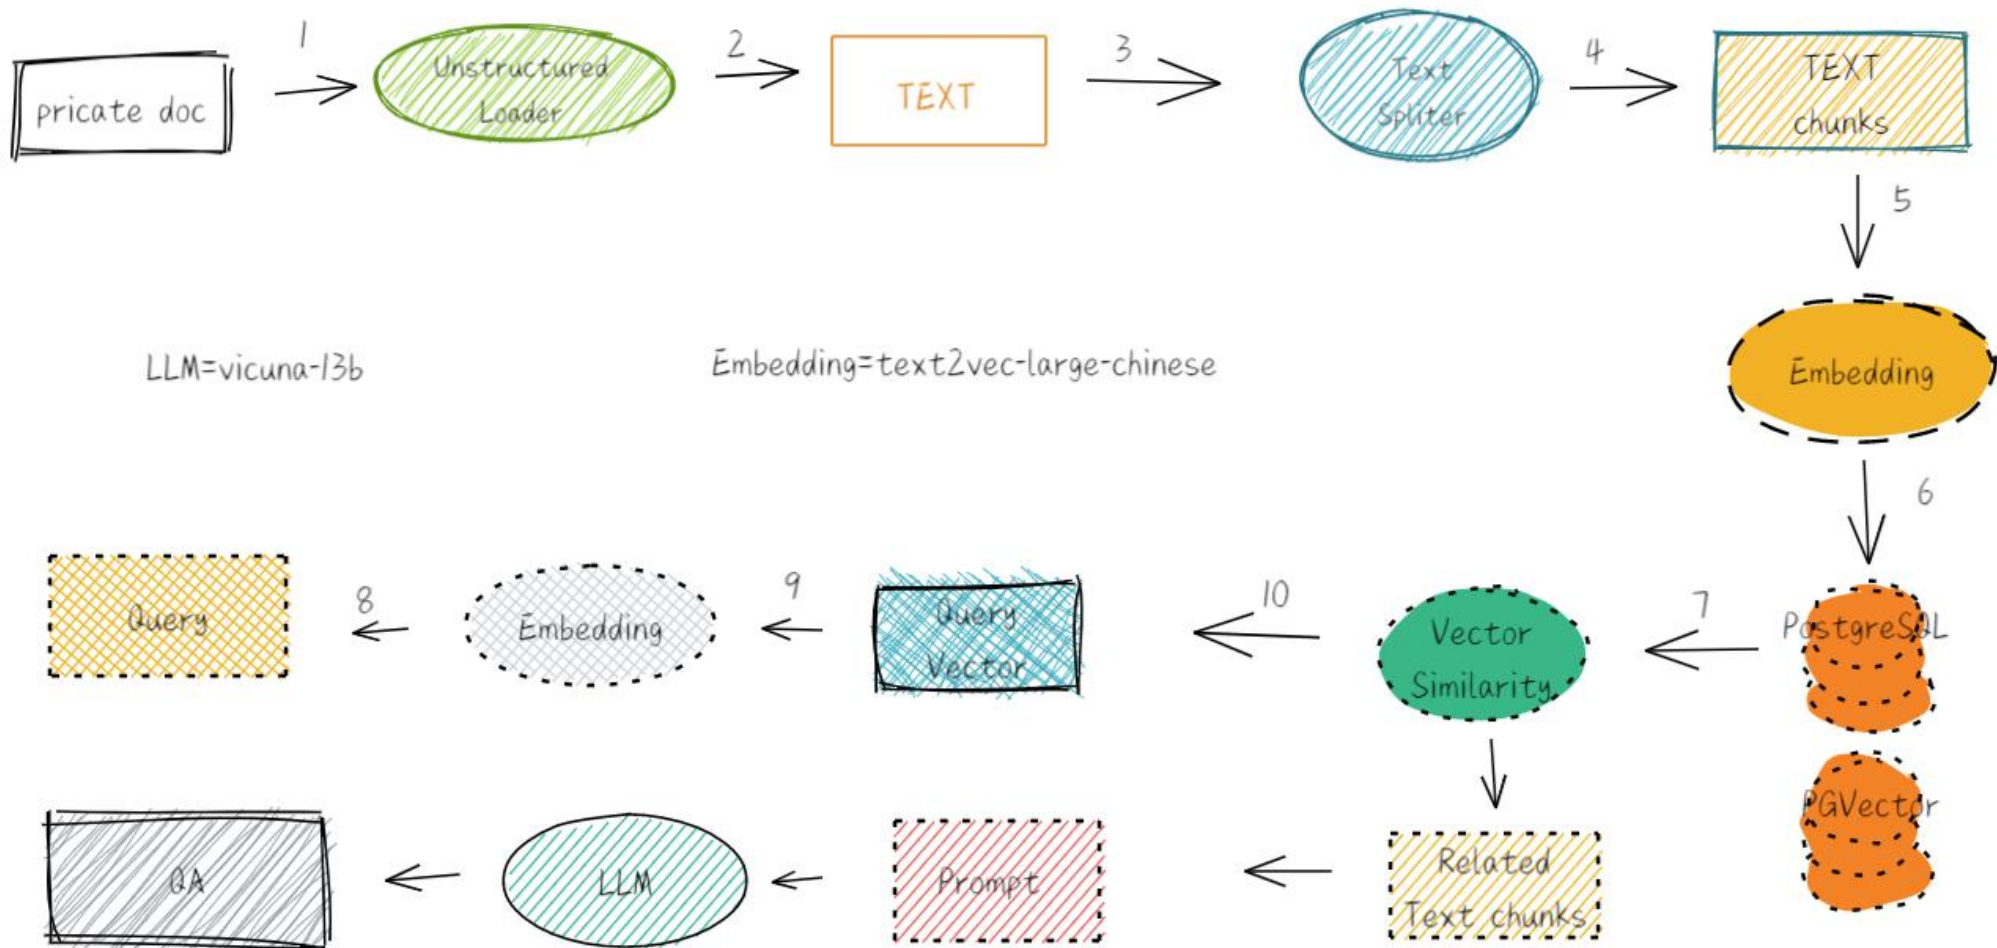 1
2
3
4
pricate doc
Unstructured
Loader
TEXT
Text
Spliter
TEXT
chunks
5
LLM=vicuna-13b
Embedding=text2vec-large-chinese
Embedding
6
Query
8
Embedding
9
Query
Vector
10
Vector
Similarity
7
PostgreSQL
PGVector
QA
LLM
Prompt
Related
Text chunks